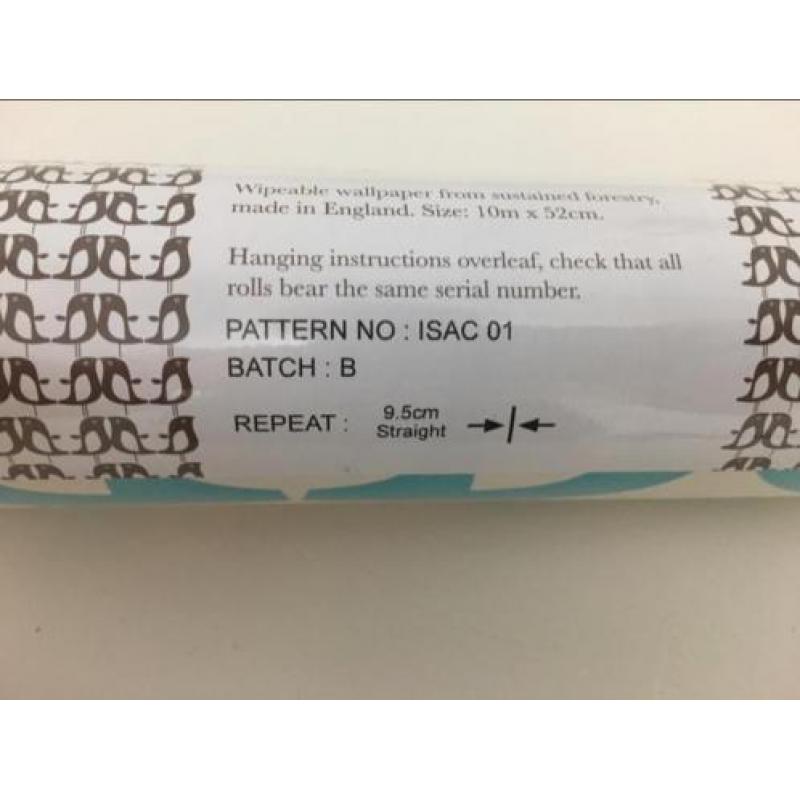 Wipeable wallpaper from sustained forestry,
made in England. Size: 10m x 52cm.
Hanging instructions overleaf, check that all
rolls bear the same serial number.
PATTERN NO : ISAC 01
BATCH : B
REPEAT : 9.5cm
Straight